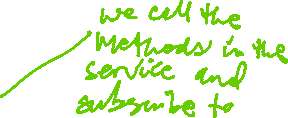 we call the
Methods in the
service and
subscribe to